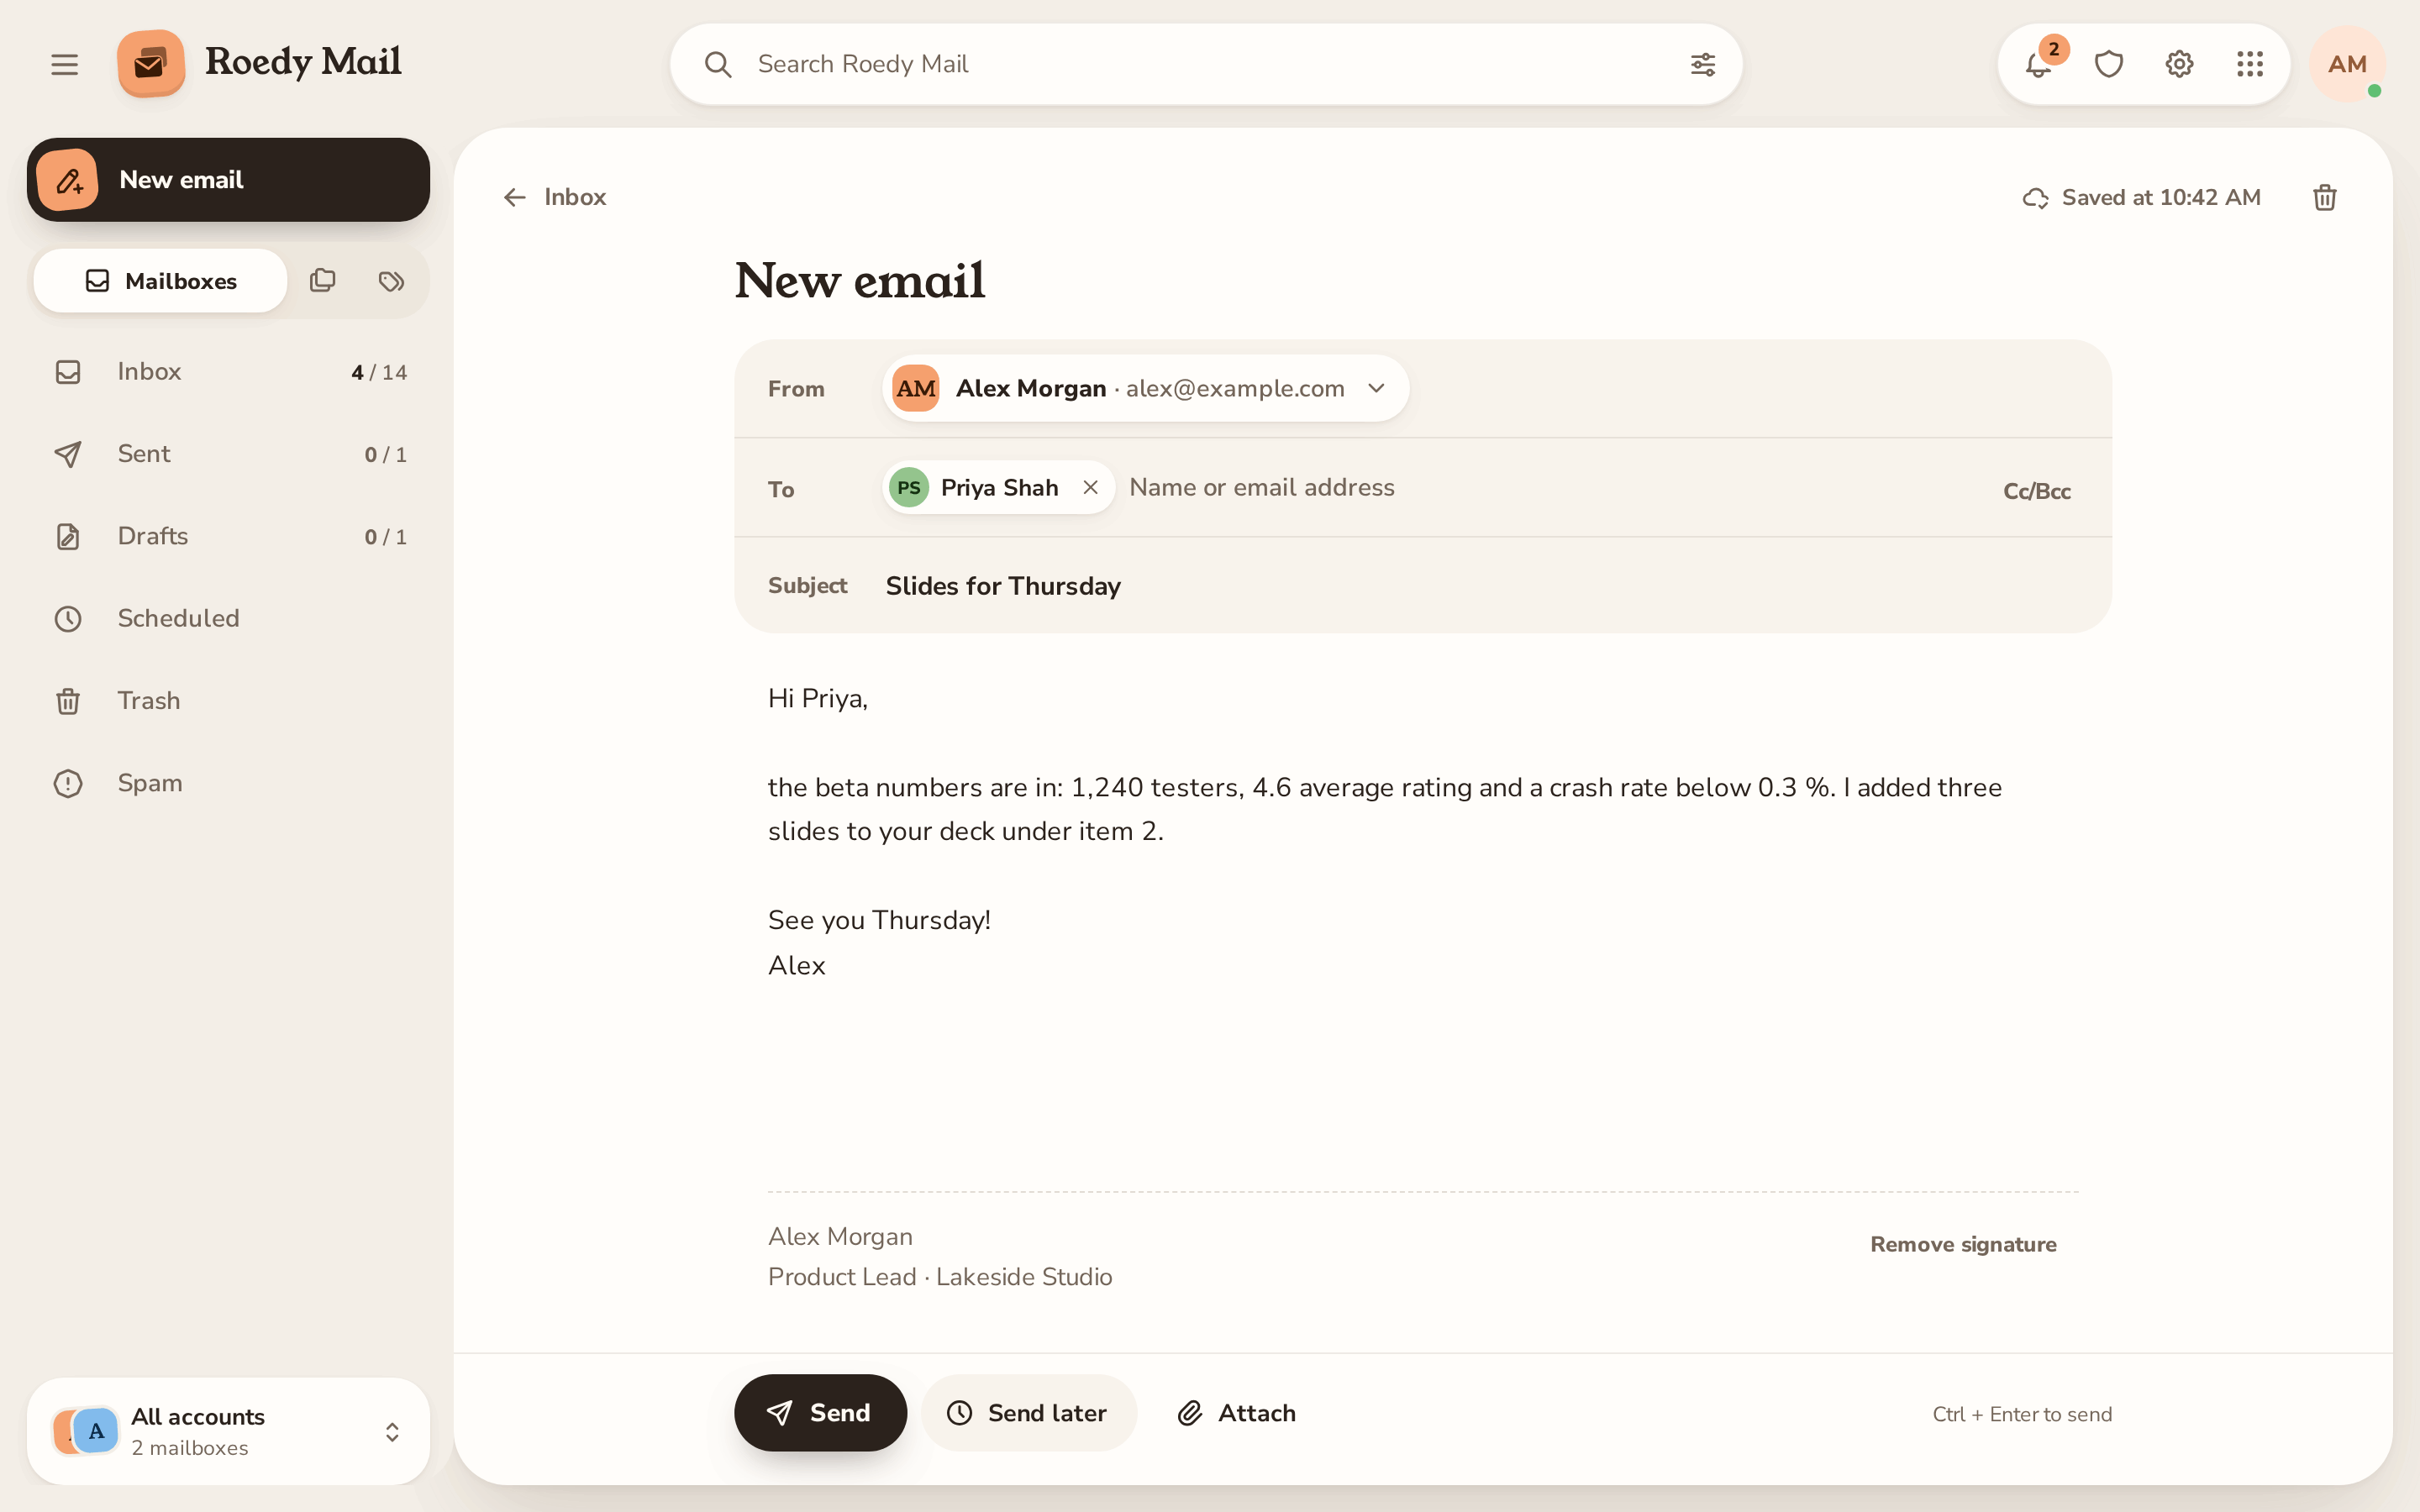 Roedy Mail
Search Roedy Mail
2
AM
New email
Mailboxes
Inbox 4 / 14
Sent 0 / 1
Drafts 0 / 1
Scheduled
Trash
Spam
All accounts
A
2 mailboxes
Inbox
Saved at 10:42 AM
New email
From AM Alex Morgan · alex@example.com
To PS Priya Shah Name or email address Cc/Bcc
Subject Slides for Thursday
Hi Priya,
the beta numbers are in: 1,240 testers, 4.6 average rating and a crash rate below 0.3 %. I added three
slides to your deck under item 2.
See you Thursday!
Alex
Alex Morgan
Product Lead · Lakeside Studio
Remove signature
Send Send later Attach Ctrl + Enter to send